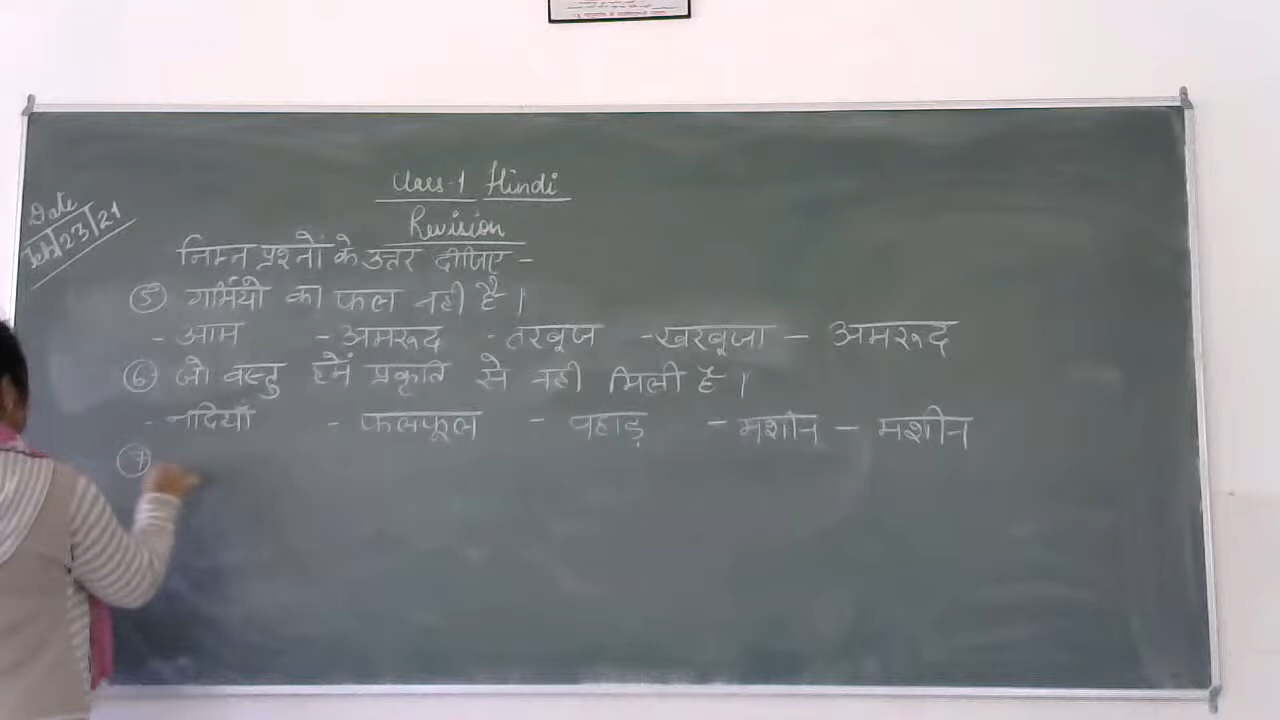 Class-1 Hindi
Revision
Date
Feb/23/21
निम्न प्रश्नों के उत्तर दीजिए -
⑤ गर्मियो का फल नही है।
- आम - अमरूद - तरबूज - खरबूजा - अमरूद
⑥ जो वस्तु हमें प्रकृति से नही मिली है।
- नदियाँ - फलफूल - पहाड़ - मशीन - मशीन
⑦